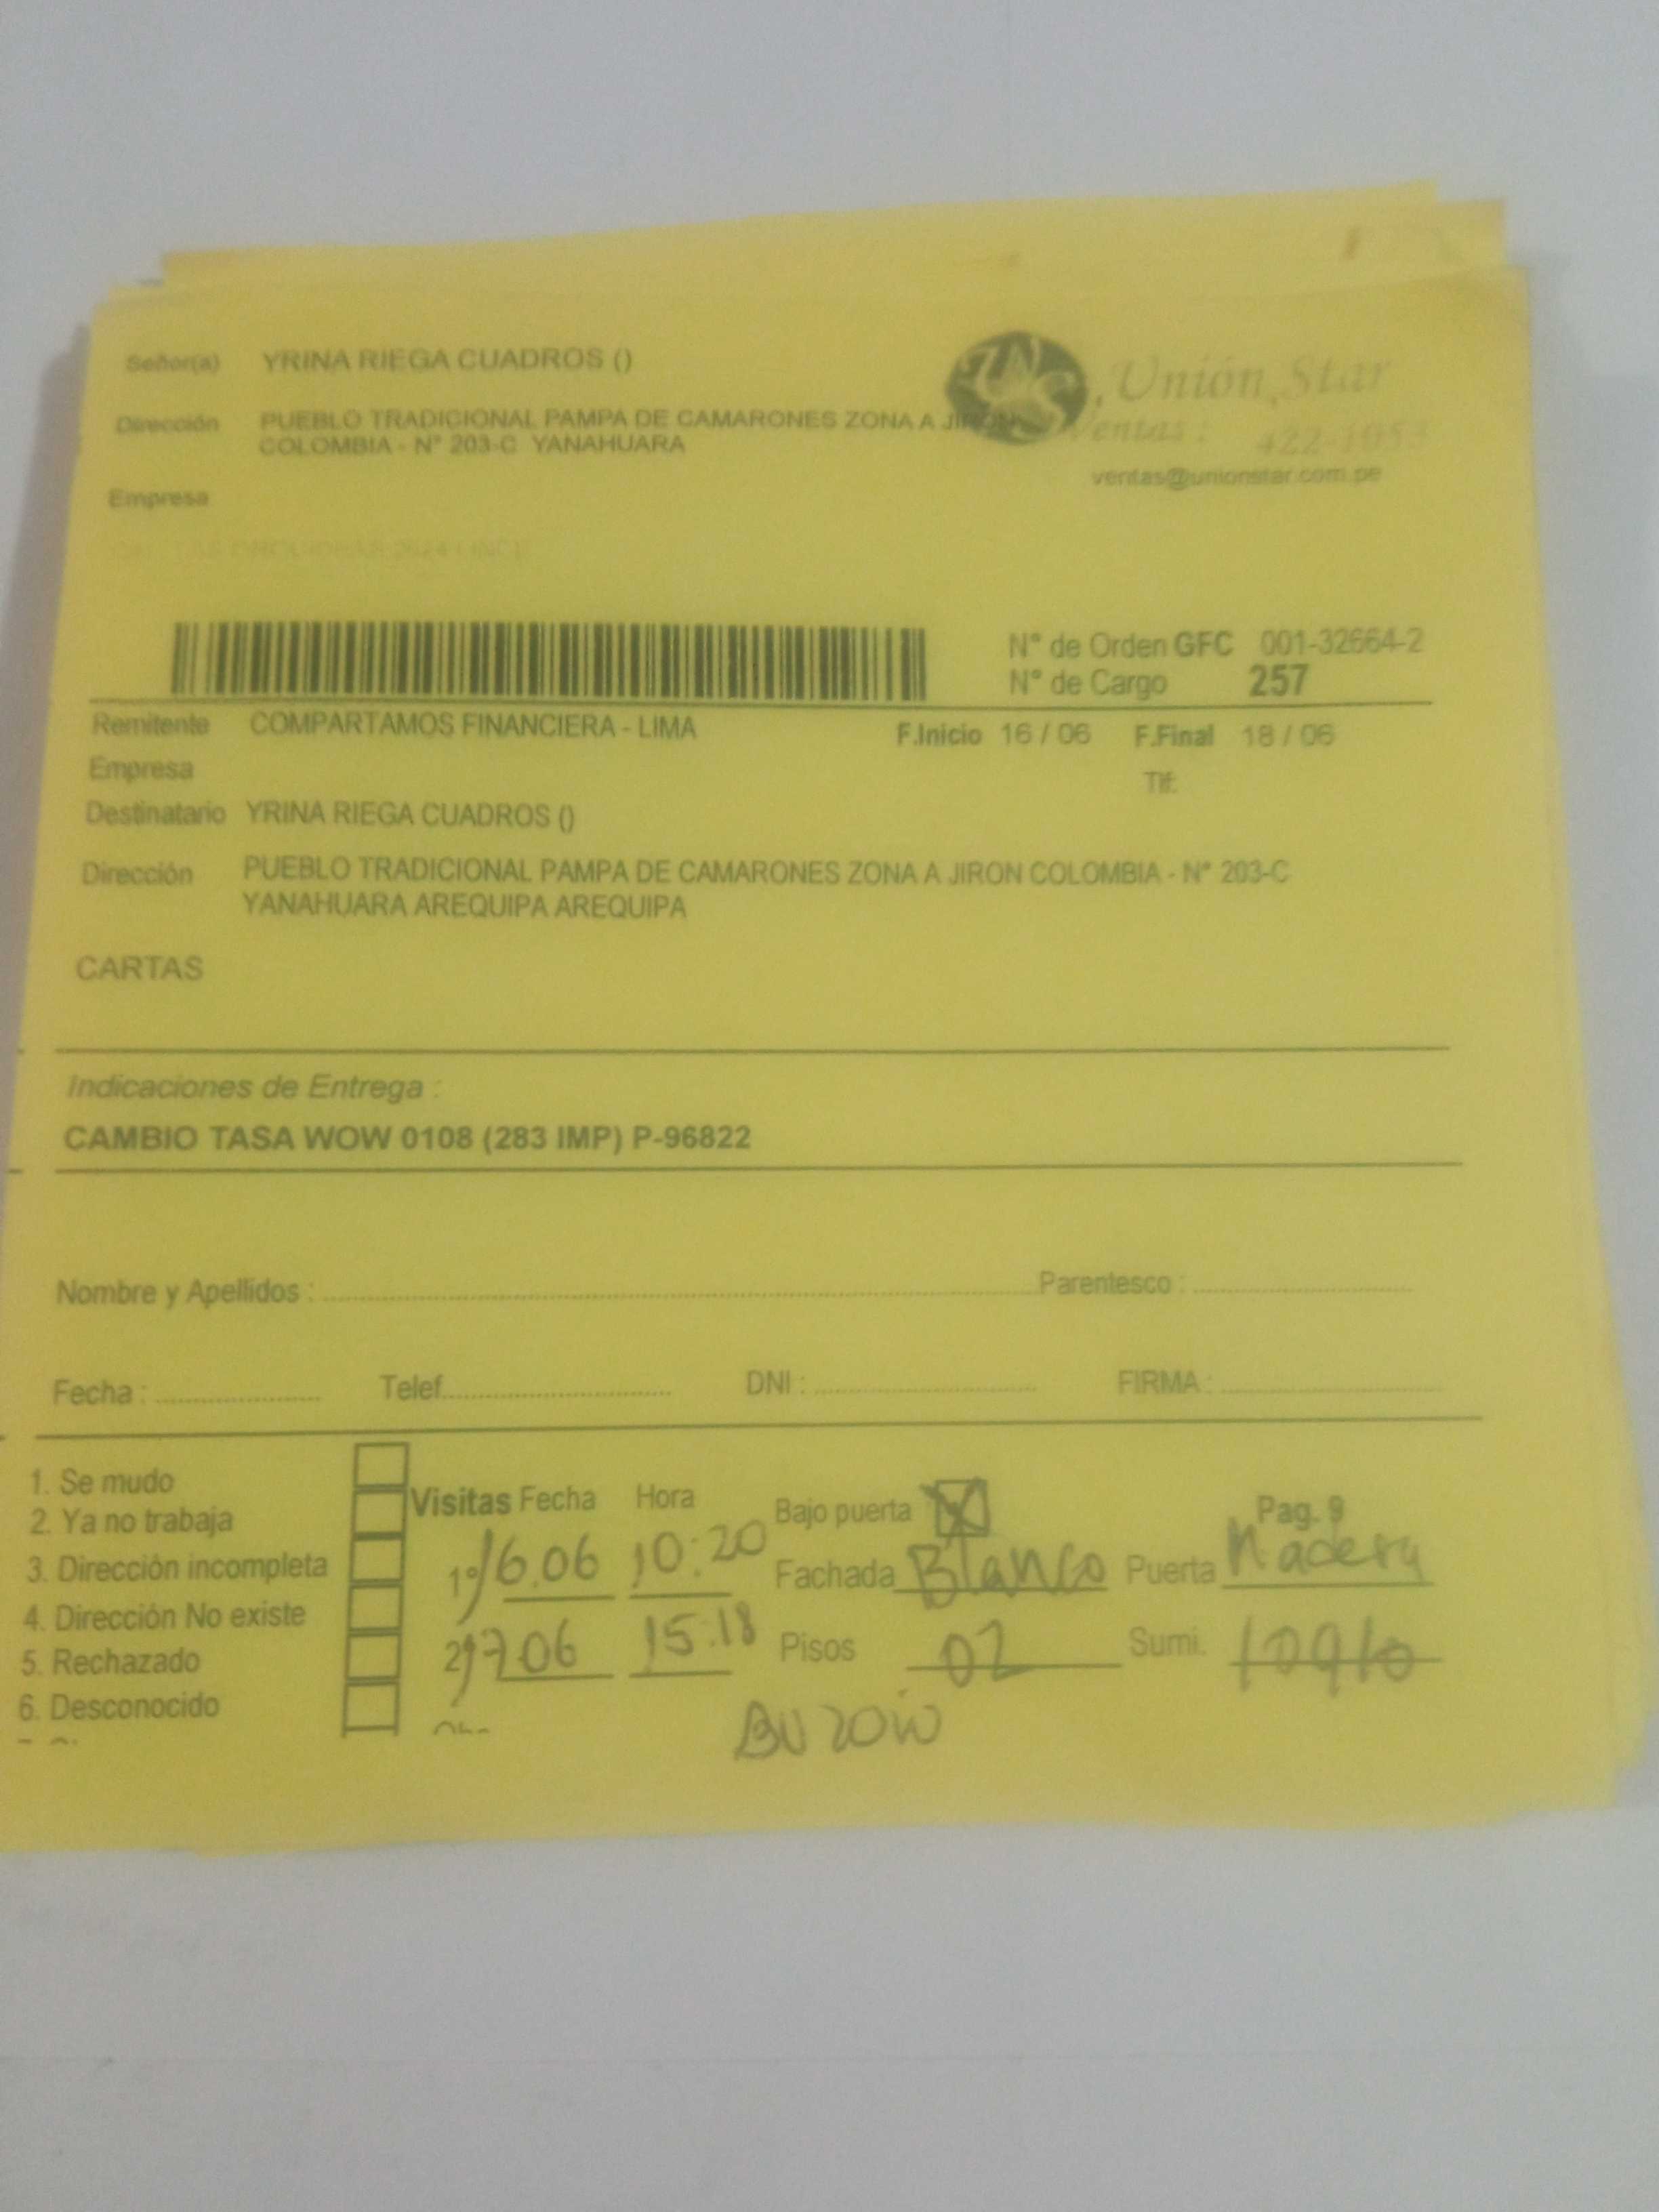 Señor(a) YRINA RIEGA CUADROS ()
Unión Star
Dirección PUEBLO TRADICIONAL PAMPA DE CAMARONES ZONA A JIRON
COLOMBIA - N° 203-C YANAHUARA
Ventas : 422-1053
ventas@unionstar.com.pe
Empresa
N° de Orden GFC 001-32664-2
N° de Cargo 257
Remitente COMPARTAMOS FINANCIERA - LIMA F.Inicio 16 / 06 F.Final 18 / 06
Empresa Tlf:
Destinatario YRINA RIEGA CUADROS ()
Dirección PUEBLO TRADICIONAL PAMPA DE CAMARONES ZONA A JIRON COLOMBIA - N° 203-C
YANAHUARA AREQUIPA AREQUIPA
CARTAS
Indicaciones de Entrega :
CAMBIO TASA WOW 0108 (283 IMP) P-96822
Nombre y Apellidos : Parentesco :
Fecha : Telef. DNI : FIRMA :
1. Se mudo
2. Ya no trabaja
3. Dirección incompleta
4. Dirección No existe
5. Rechazado
6. Desconocido
Visitas Fecha Hora Bajo puerta Pag. 9
1° 16.06 10:20 Fachada Blanco Puerta Madera
2° 17 06 15:18 Pisos 02 Sumi.